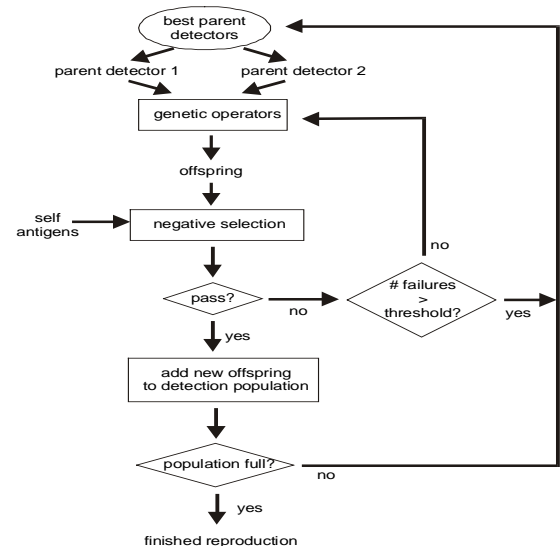 best parent
detectors
parent detector 1
parent detector 2
genetic operators
offspring
self
antigens
negative selection
pass?
no
# failures
>
threshold?
no
yes
yes
add new offspring
to detection population
population full?
no
yes
finished reproduction